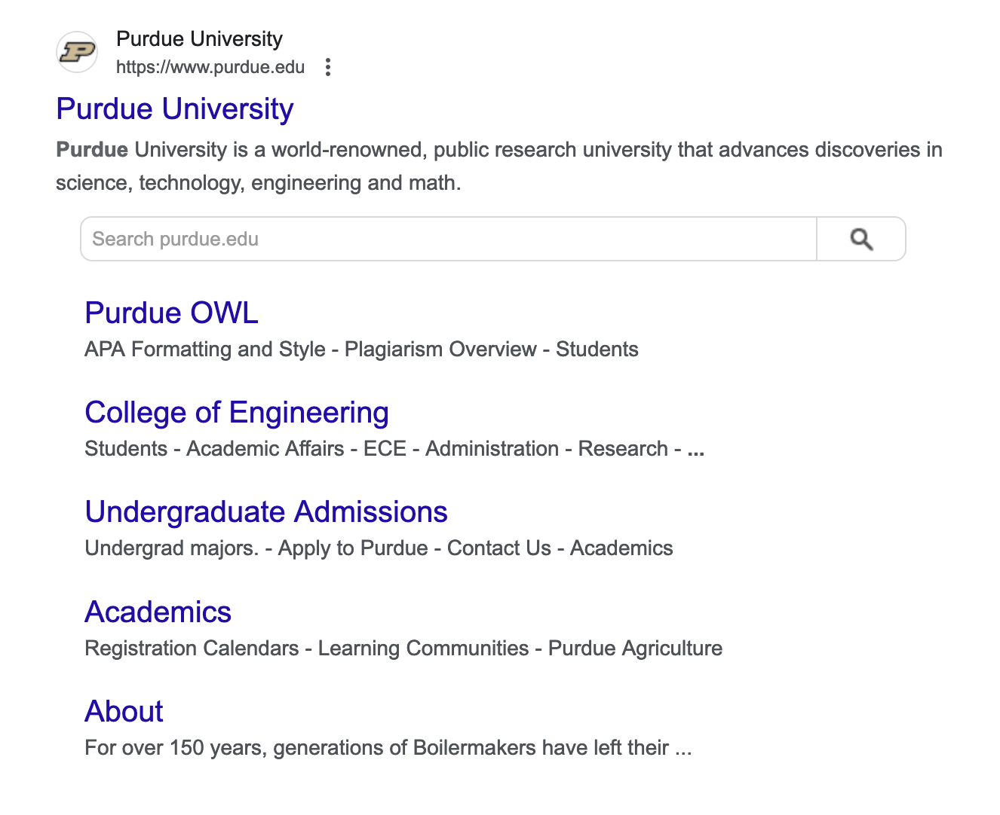 P
Purdue University
https://www.purdue.edu
Purdue University
Purdue University is a world-renowned, public research university that advances discoveries in
science, technology, engineering and math.
Search purdue.edu
Purdue OWL
APA Formatting and Style - Plagiarism Overview - Students
College of Engineering
Students - Academic Affairs - ECE - Administration - Research - ...
Undergraduate Admissions
Undergrad majors. - Apply to Purdue - Contact Us - Academics
Academics
Registration Calendars - Learning Communities - Purdue Agriculture
About
For over 150 years, generations of Boilermakers have left their ...